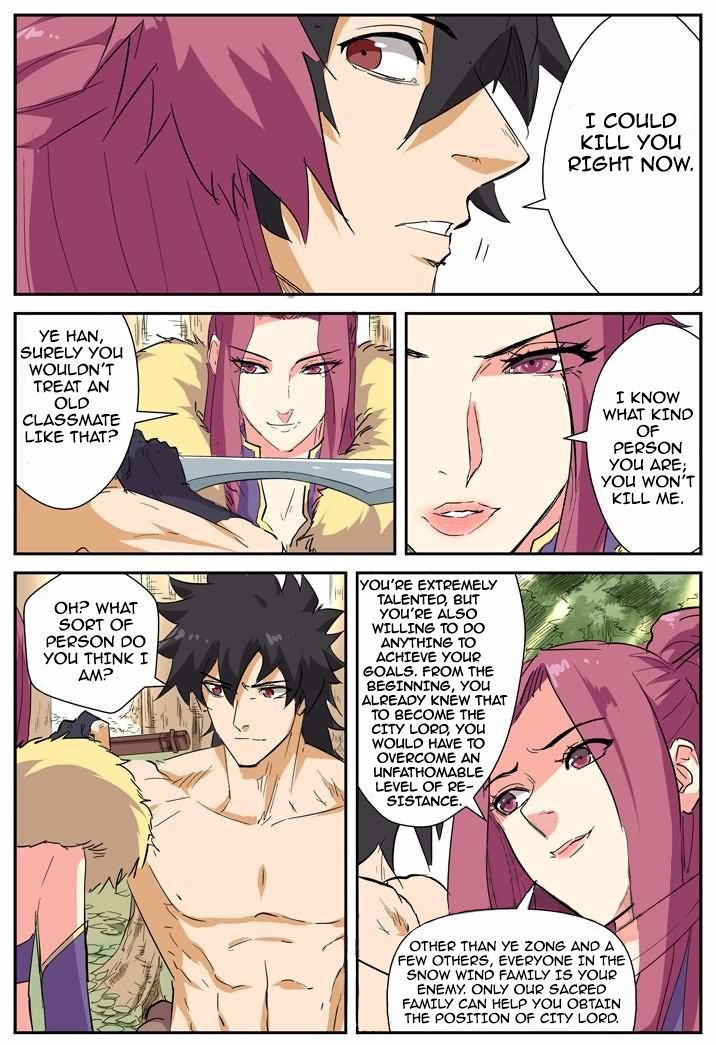 I COULD
KILL YOU
RIGHT NOW.
YE HAN,
SURELY YOU
WOULDN'T
TREAT AN
OLD
CLASSMATE
LIKE THAT?
I KNOW
WHAT KIND
OF
PERSON
YOU ARE;
YOU WON'T
KILL ME.
OH? WHAT
SORT OF
PERSON DO
YOU THINK I
AM?
YOU'RE EXTREMELY
TALENTED, BUT
YOU'RE ALSO
WILLING TO DO
ANYTHING TO
ACHIEVE YOUR
GOALS. FROM THE
BEGINNING, YOU
ALREADY KNEW THAT
TO BECOME THE
CITY LORD, YOU
WOULD HAVE TO
OVERCOME AN
UNFATHOMABLE
LEVEL OF RE-
SISTANCE.
OTHER THAN YE ZONG AND A
FEW OTHERS, EVERYONE IN THE
SNOW WIND FAMILY IS YOUR
ENEMY. ONLY OUR SACRED
FAMILY CAN HELP YOU OBTAIN
THE POSITION OF CITY LORD.